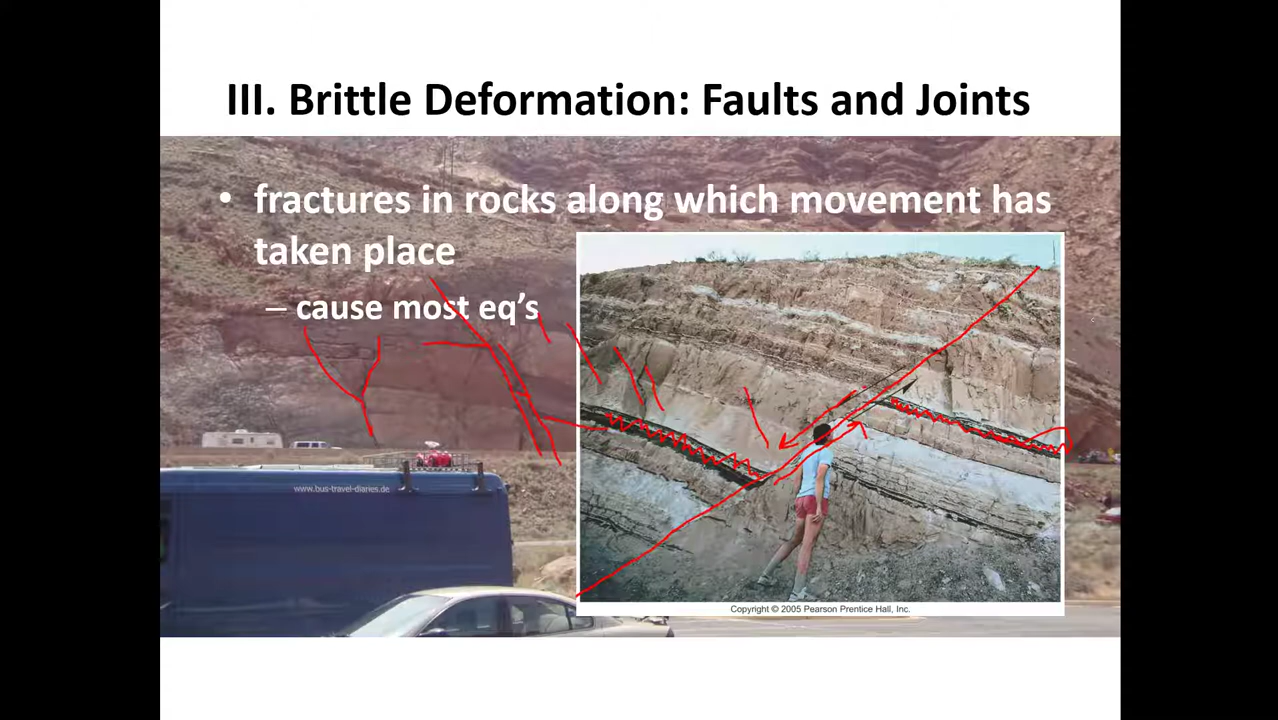 III. Brittle Deformation: Faults and Joints
• fractures in rocks along which movement has
taken place
– cause most eq’s
www.bus-travel-diaries.de
Copyright © 2005 Pearson Prentice Hall, Inc.